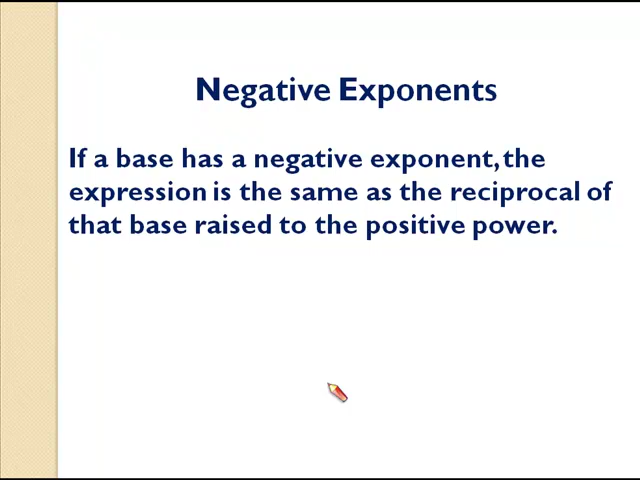 Negative Exponents
If a base has a negative exponent, the
expression is the same as the reciprocal of
that base raised to the positive power.